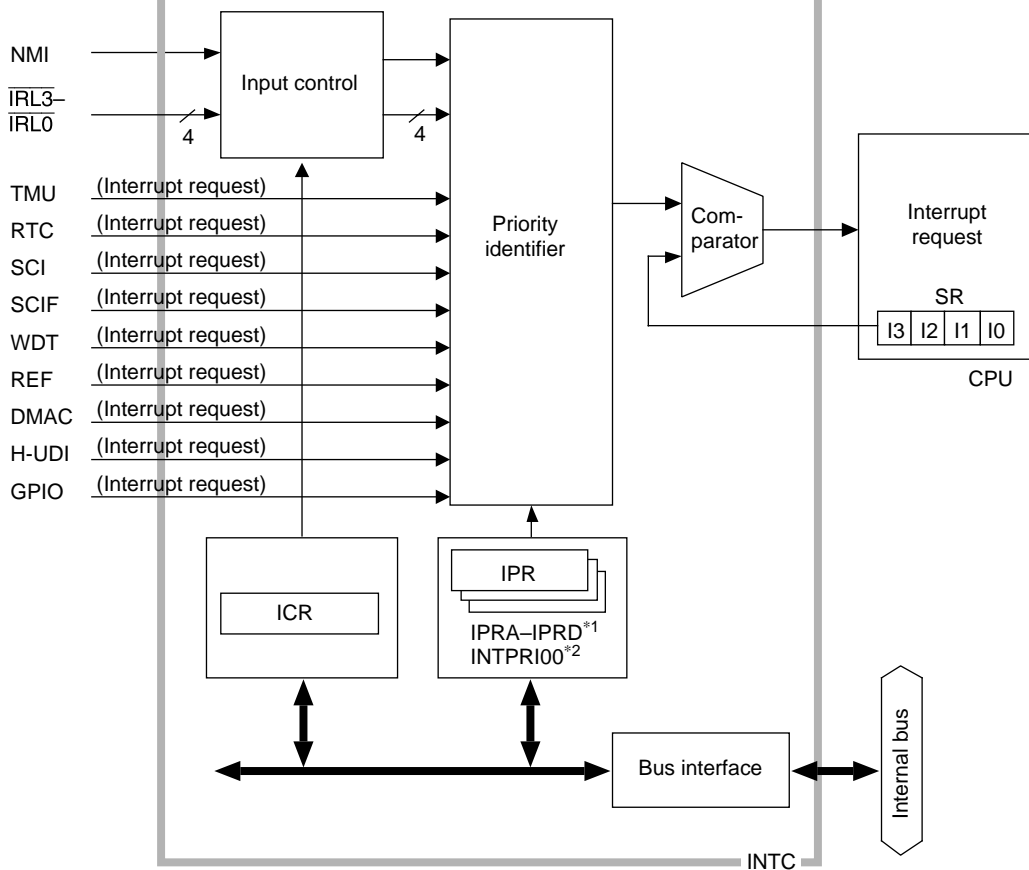 NMI
IRL3–
IRL0
4
Input control
4
TMU (Interrupt request)
RTC (Interrupt request)
SCI (Interrupt request)
SCIF (Interrupt request)
WDT (Interrupt request)
REF (Interrupt request)
DMAC (Interrupt request)
H-UDI (Interrupt request)
GPIO (Interrupt request)
Priority
identifier
Com-
parator
Interrupt
request
SR
I3 I2 I1 I0
CPU
ICR
IPR
IPRA–IPRD*1
INTPRI00*2
Bus interface
Internal bus
INTC